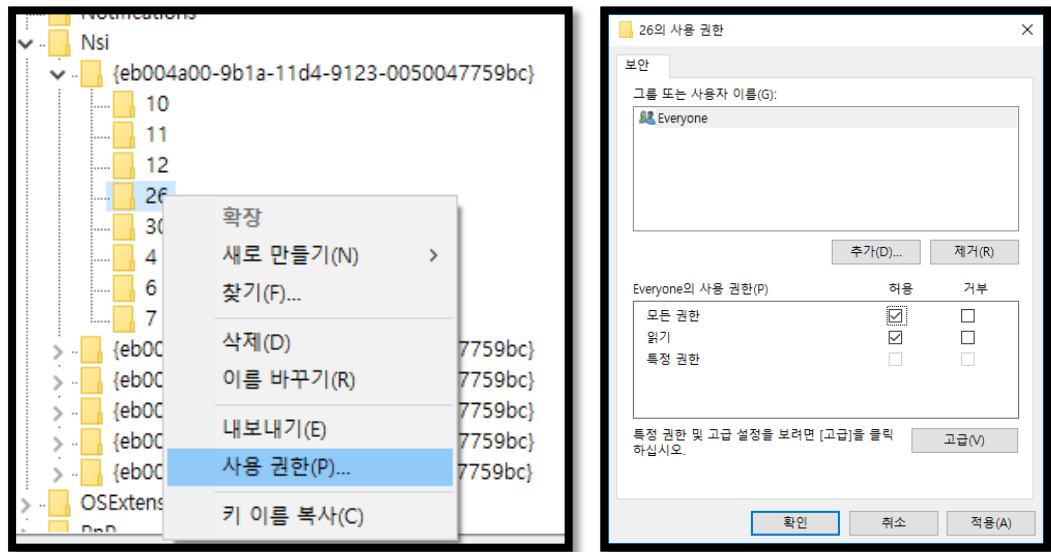 Notifications
Nsi
{eb004a00-9b1a-11d4-9123-0050047759bc}
10
11
12
26
30
4
6
7
{eb00
7759bc}
{eb00
7759bc}
{eb00
7759bc}
{eb00
7759bc}
{eb00
7759bc}
OSExtens
PnP
확장
새로 만들기(N)
찾기(F)...
삭제(D)
이름 바꾸기(R)
내보내기(E)
사용 권한(P)...
키 이름 복사(C)
26의 사용 권한
보안
그룹 또는 사용자 이름(G):
Everyone
추가(D)...
제거(R)
Everyone의 사용 권한(P) 허용 거부
모든 권한
읽기
특정 권한
특정 권한 및 고급 설정을 보려면 [고급]을 클릭
하십시오.
고급(V)
확인
취소
적용(A)